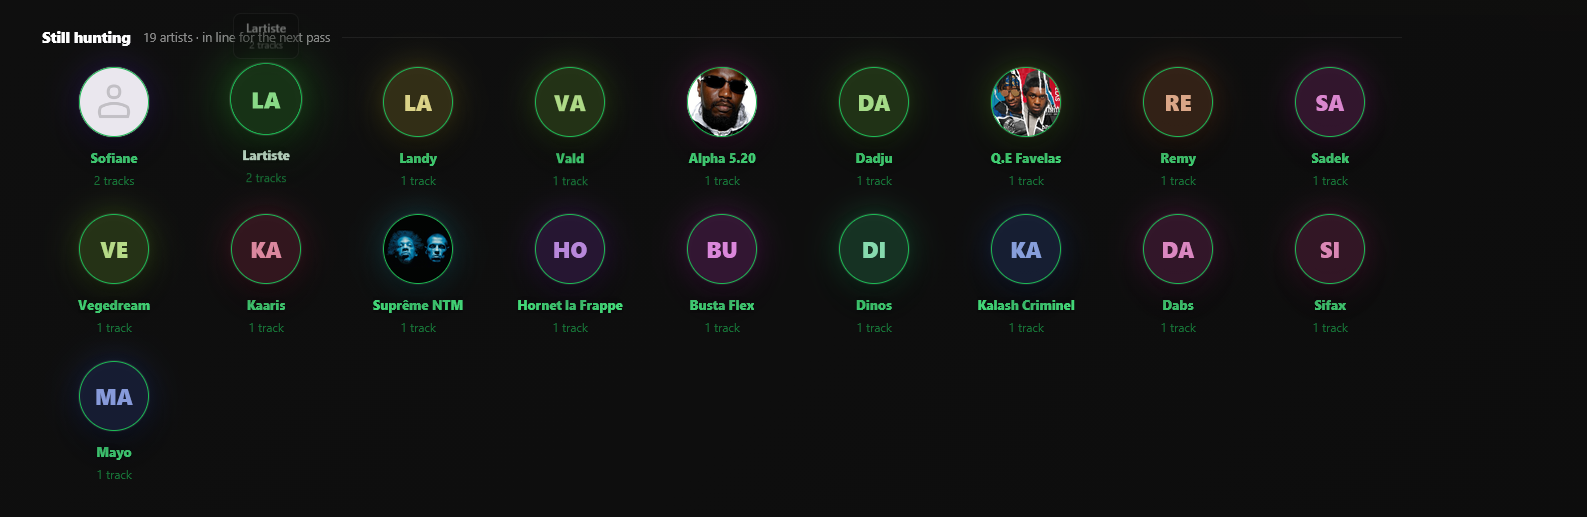 Still hunting 19 artists · in line for the next pass
Lartiste
2 tracks
LA LA VA DA RE SA
Sofiane Lartiste Landy Vald Alpha 5.20 Dadju Q.E Favelas Remy Sadek
2 tracks 2 tracks 1 track 1 track 1 track 1 track 1 track 1 track 1 track
VE KA HO BU DI KA DA SI
Vegedream Kaaris Suprême NTM Hornet la Frappe Busta Flex Dinos Kalash Criminel Dabs Sifax
1 track 1 track 1 track 1 track 1 track 1 track 1 track 1 track 1 track
MA
Mayo
1 track